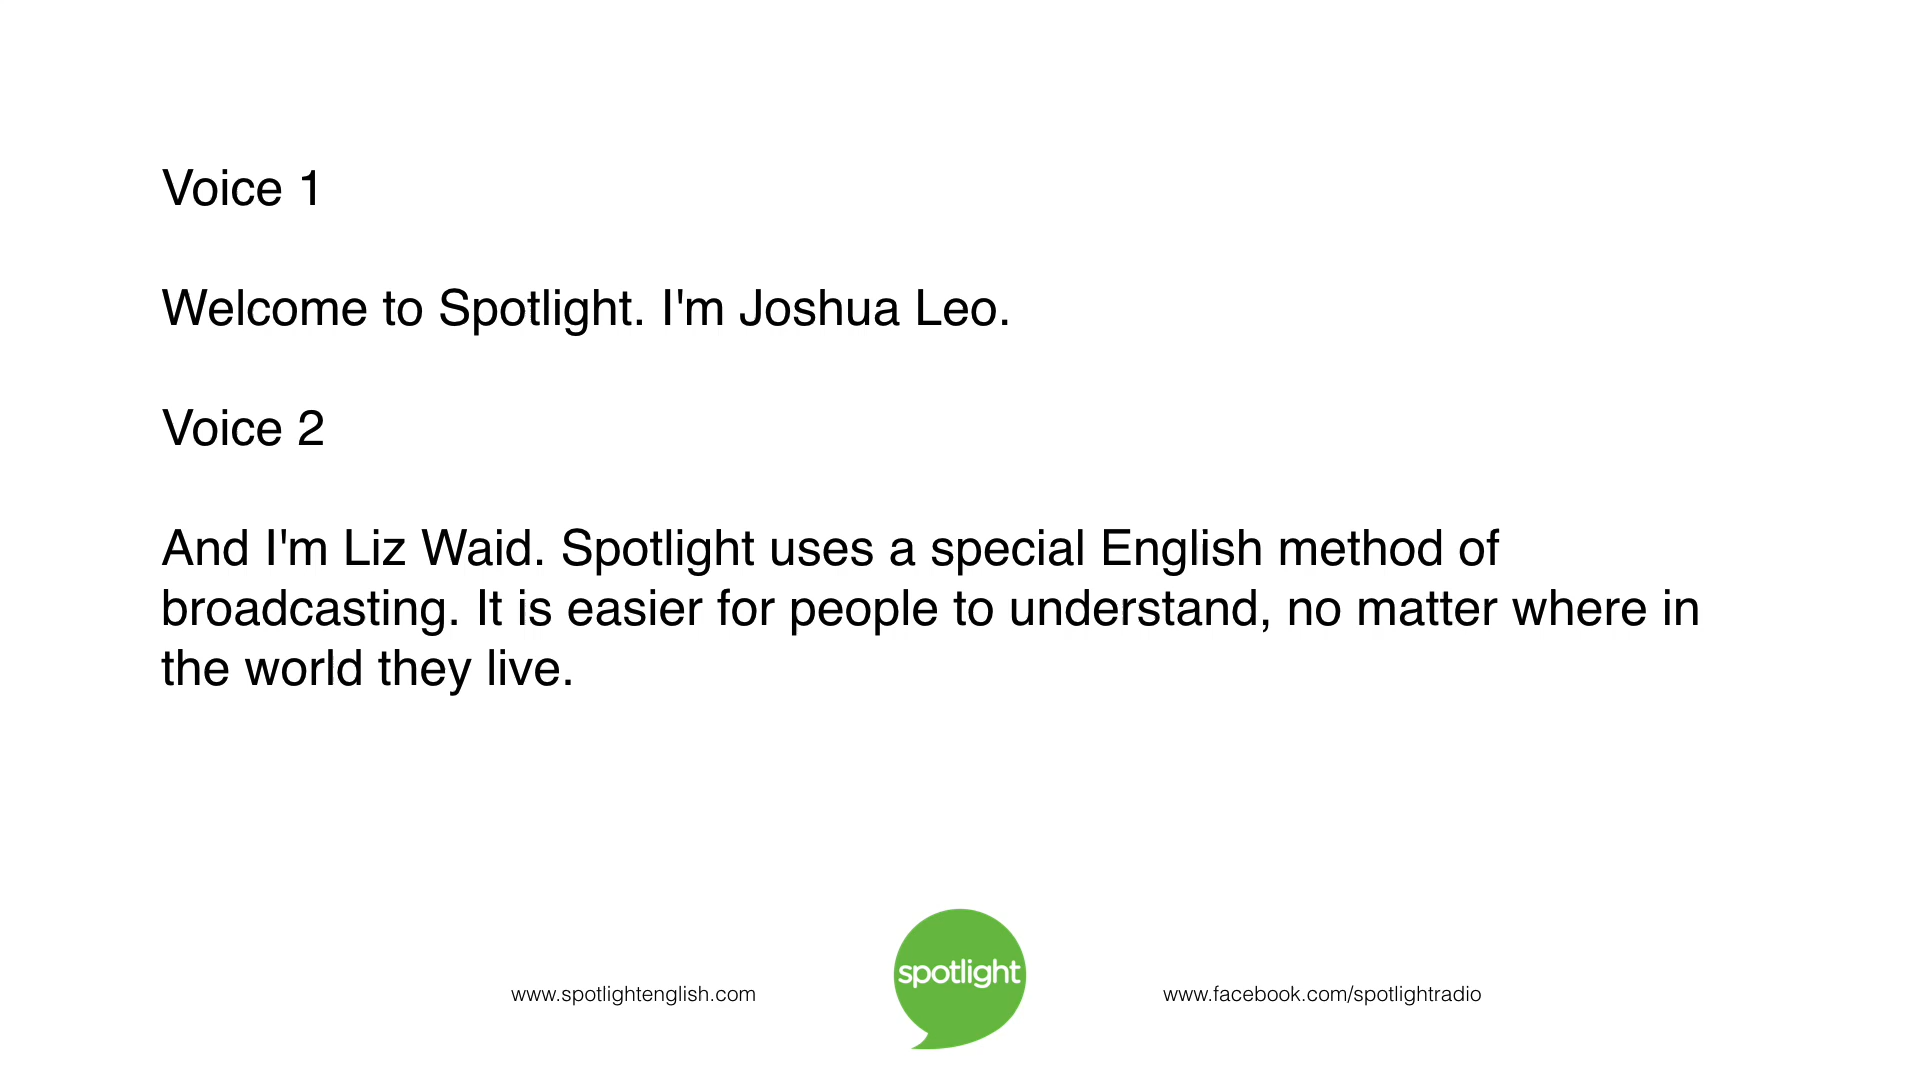 Voice 1
Welcome to Spotlight. I'm Joshua Leo.
Voice 2
And I'm Liz Waid. Spotlight uses a special English method of
broadcasting. It is easier for people to understand, no matter where in
the world they live.
www.spotlightenglish.com
spotlight
www.facebook.com/spotlightradio